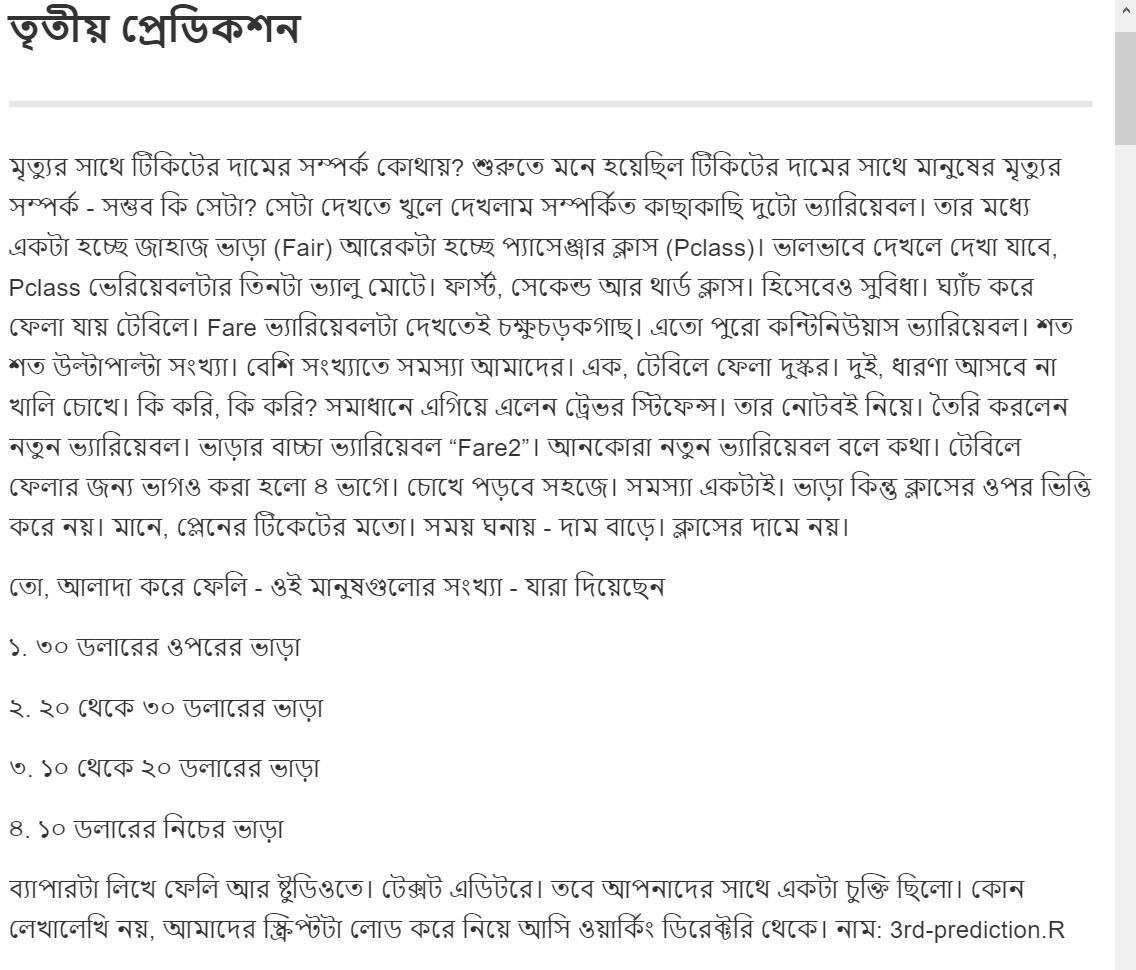 তৃতীয় প্রেডিকশন
মৃত্যুর সাথে টিকিটের দামের সম্পর্ক কোথায়? শুরুতে মনে হয়েছিল টিকিটের দামের সাথে মানুষের মৃত্যুর
সম্পর্ক - সম্ভব কি সেটা? সেটা দেখতে খুলে দেখলাম সম্পর্কিত কাছাকাছি দুটো ভ্যারিয়েবল। তার মধ্যে
একটা হচ্ছে জাহাজ ভাড়া (Fair) আরেকটা হচ্ছে প্যাসেঞ্জার ক্লাস (Pclass)। ভালভাবে দেখলে দেখা যাবে,
Pclass ভেরিয়েবলটার তিনটা ভ্যালু মোটে। ফার্স্ট, সেকেন্ড আর থার্ড ক্লাস। হিসেবেও সুবিধা। ঘ্যাঁচ করে
ফেলা যায় টেবিলে। Fare ভ্যারিয়েবলটা দেখতেই চক্ষুচড়কগাছ। এতো পুরো কন্টিনিউয়াস ভ্যারিয়েবল। শত
শত উল্টাপাল্টা সংখ্যা। বেশি সংখ্যাতে সমস্যা আমাদের। এক, টেবিলে ফেলা দুস্কর। দুই, ধারণা আসবে না
খালি চোখে। কি করি, কি করি? সমাধানে এগিয়ে এলেন ট্রেভর স্টিফেন্স। তার নোটবই নিয়ে। তৈরি করলেন
নতুন ভ্যারিয়েবল। ভাড়ার বাচ্চা ভ্যারিয়েবল “Fare2”। আনকোরা নতুন ভ্যারিয়েবল বলে কথা। টেবিলে
ফেলার জন্য ভাগও করা হলো ৪ ভাগে। চোখে পড়বে সহজে। সমস্যা একটাই। ভাড়া কিন্তু ক্লাসের ওপর ভিত্তি
করে নয়। মানে, প্লেনের টিকেটের মতো। সময় ঘনায় - দাম বাড়ে। ক্লাসের দামে নয়।
তো, আলাদা করে ফেলি - ওই মানুষগুলোর সংখ্যা - যারা দিয়েছেন
১. ৩০ ডলারের ওপরের ভাড়া
২. ২০ থেকে ৩০ ডলারের ভাড়া
৩. ১০ থেকে ২০ ডলারের ভাড়া
৪. ১০ ডলারের নিচের ভাড়া
ব্যাপারটা লিখে ফেলি আর ষ্টুডিওতে। টেক্সট এডিটরে। তবে আপনাদের সাথে একটা চুক্তি ছিলো। কোন
লেখালেখি নয়, আমাদের স্ক্রিপ্টটা লোড করে নিয়ে আসি ওয়ার্কিং ডিরেক্টরি থেকে। নাম: 3rd-prediction.R